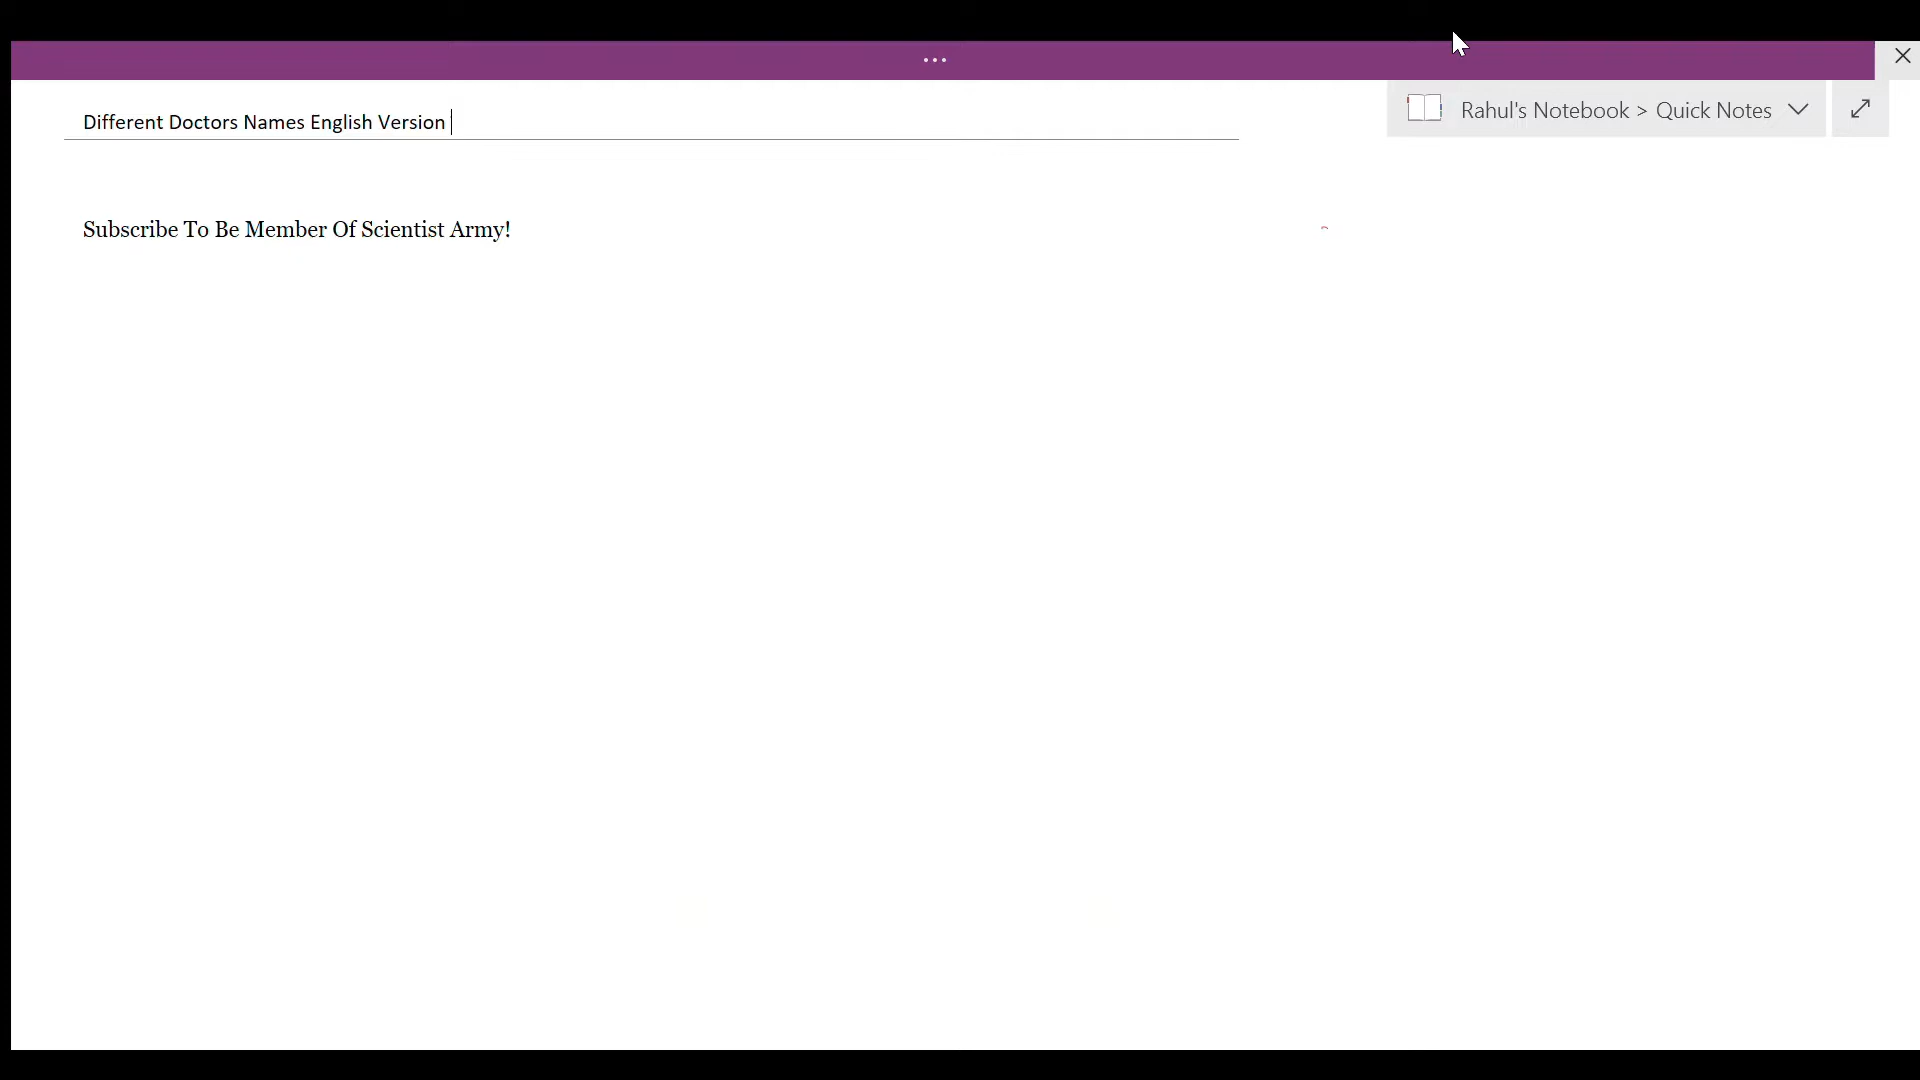 Different Doctors Names English Version
Rahul's Notebook > Quick Notes
Subscribe To Be Member Of Scientist Army!